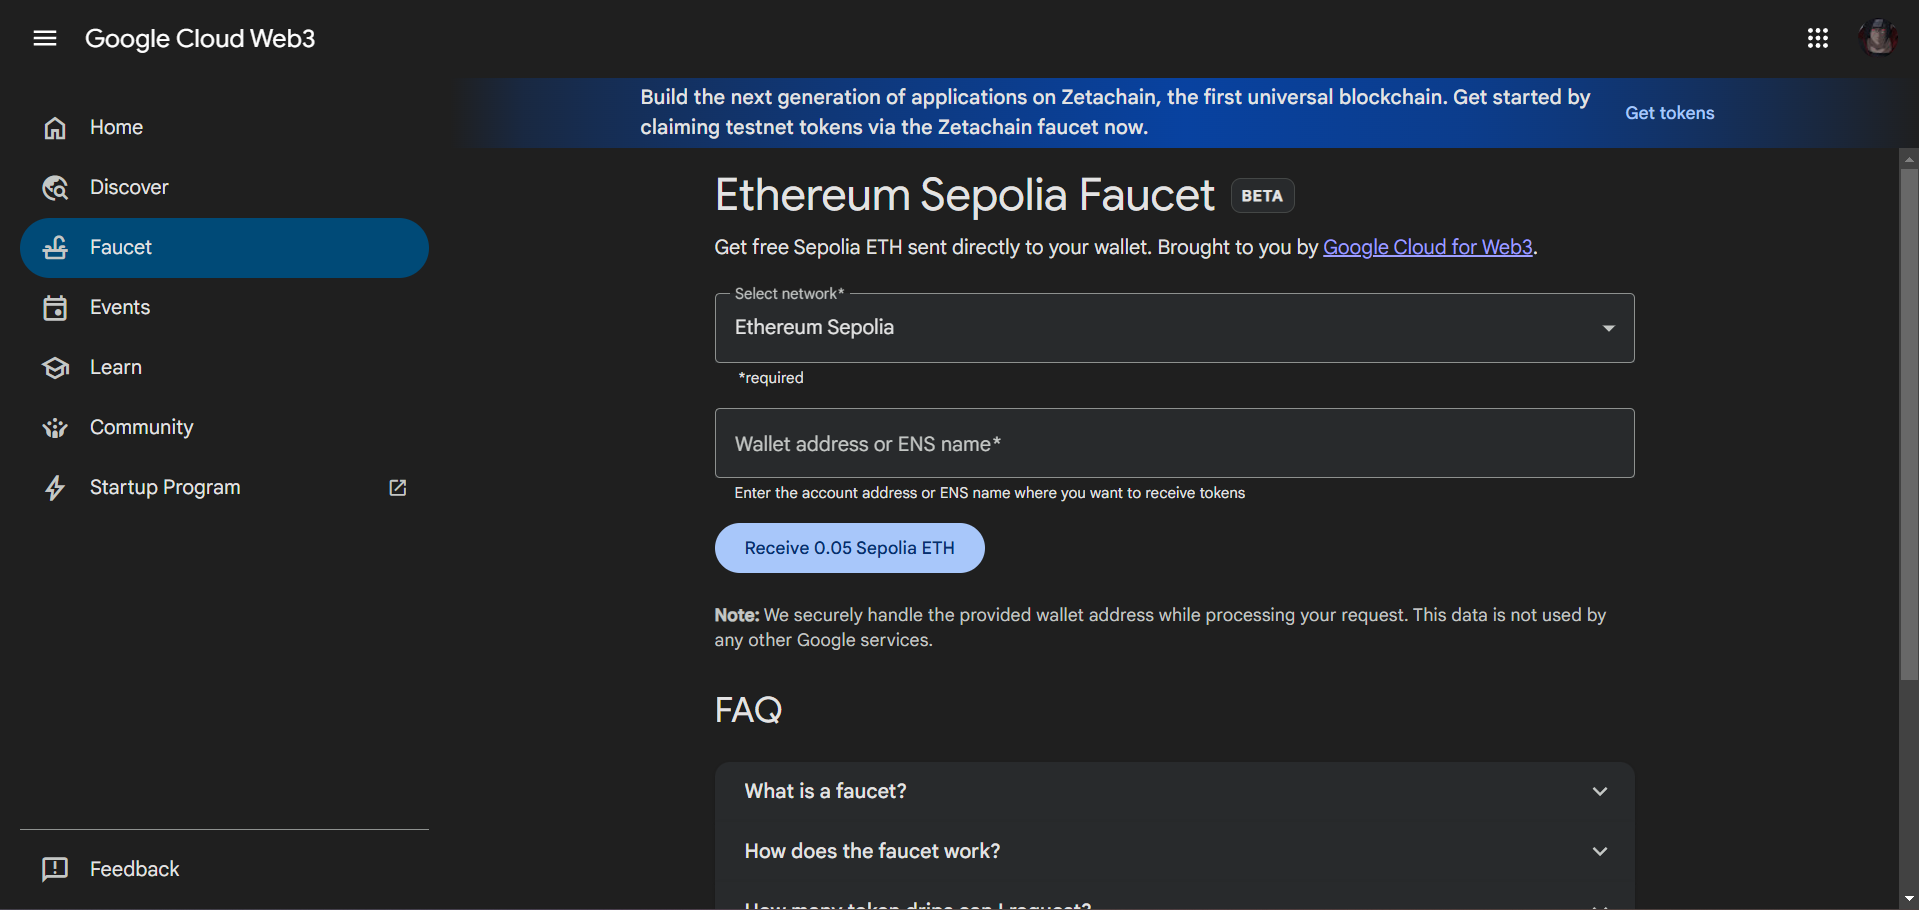 Google Cloud Web3
Home
Discover
Faucet
Events
Learn
Community
Startup Program
Feedback
Build the next generation of applications on Zetachain, the first universal blockchain. Get started by
claiming testnet tokens via the Zetachain faucet now.
Get tokens
Ethereum Sepolia Faucet BETA
Get free Sepolia ETH sent directly to your wallet. Brought to you by Google Cloud for Web3.
Select network*
Ethereum Sepolia
*required
Wallet address or ENS name*
Enter the account address or ENS name where you want to receive tokens
Receive 0.05 Sepolia ETH
Note: We securely handle the provided wallet address while processing your request. This data is not used by
any other Google services.
FAQ
What is a faucet?
How does the faucet work?
How many token drips can I request?